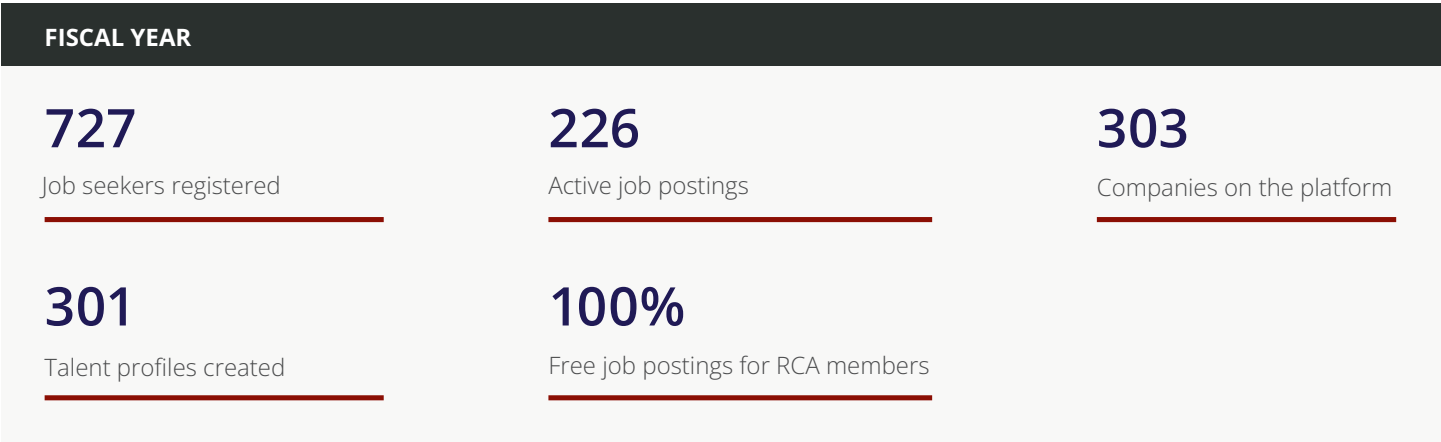 FISCAL YEAR
727
226
303
Job seekers registered
Active job postings
Companies on the platform
301
100%
Talent profiles created
Free job postings for RCA members